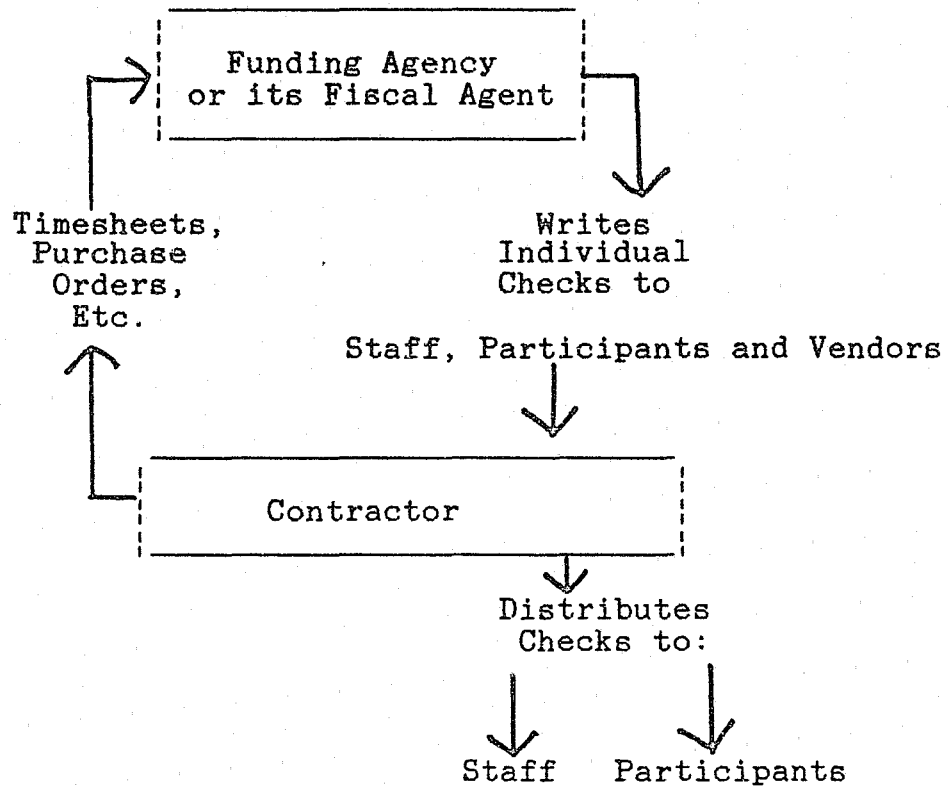 Funding Agency
or its Fiscal Agent
Timesheets,
Purchase
Orders,
Etc.
Writes
Individual
Checks to
Staff, Participants and Vendors
Contractor
Distributes
Checks to:
Staff Participants